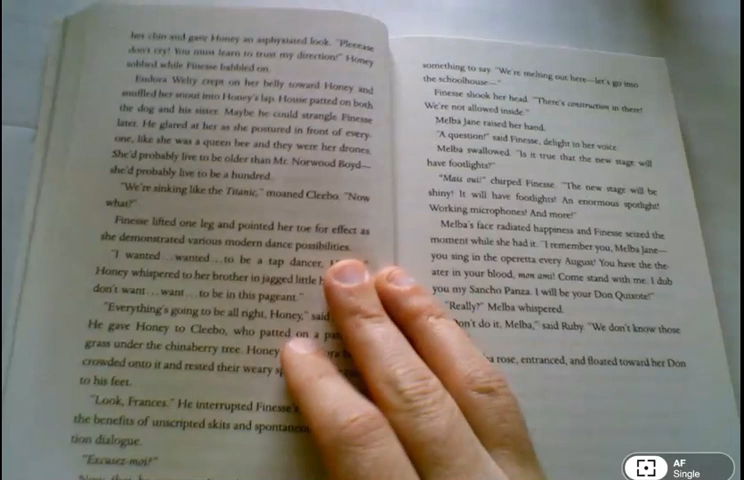 her chin and gave Honey an asphyxiated look. "Pleeease
don't cry! You must learn to trust my direction!" Honey
sobbed while Finesse babbled on.
Eudora Welty crept on her belly toward Honey and
snuffled her snout into Honey's lap. House patted on both
the dog and his sister. Maybe he could strangle Finesse
later. He glared at her as she postured in front of every-
one, like she was a queen bee and they were her drones.
She'd probably live to be older than Mr. Norwood Boyd—
she'd probably live to be a hundred.
"We're sinking like the Titanic," moaned Cleebo. "Now
what?"
Finesse lifted one leg and pointed her toe for effect as
she demonstrated various modern dance possibilities.
"I wanted . . . wanted . . . to be a tap dancer,
Honey whispered to her brother in jagged little
don't want . . . want . . . to be in this pageant."
"Everything's going to be all right, Honey," said
He gave Honey to Cleebo, who patted on a
grass under the chinaberry tree. Honey
crowded onto it and rested their weary
to his feet.
"Look, Frances." He interrupted Finesse's
the benefits of unscripted skits and
tion dialogue.
"Excusez-moi!"
something to say. "We're melting out here—let's go into
the schoolhouse—"
Finesse shook her head. "There's contraction in there!
We're not allowed inside."
Melba Jane raised her hand.
"A question!" said Finesse, delight in her voice.
Melba swallowed. "Is it true that the new stage will
have footlights?"
"Mais oui!" chirped Finesse. "The new stage will be
shiny! It will have footlights! An enormous spotlight!
Working microphones! And more!"
Melba's face radiated happiness and Finesse seized the
moment while she had it. "I remember you, Melba Jane—
you sing in the operetta every August! You have the the-
ater in your blood, mon ami! Come stand with me. I dub
you my Sancho Panza. I will be your Don Quixote!"
"Really?" Melba whispered.
do it, Melba," said Ruby. "We don't know those
rose, entranced, and floated toward her Don
AF
Single